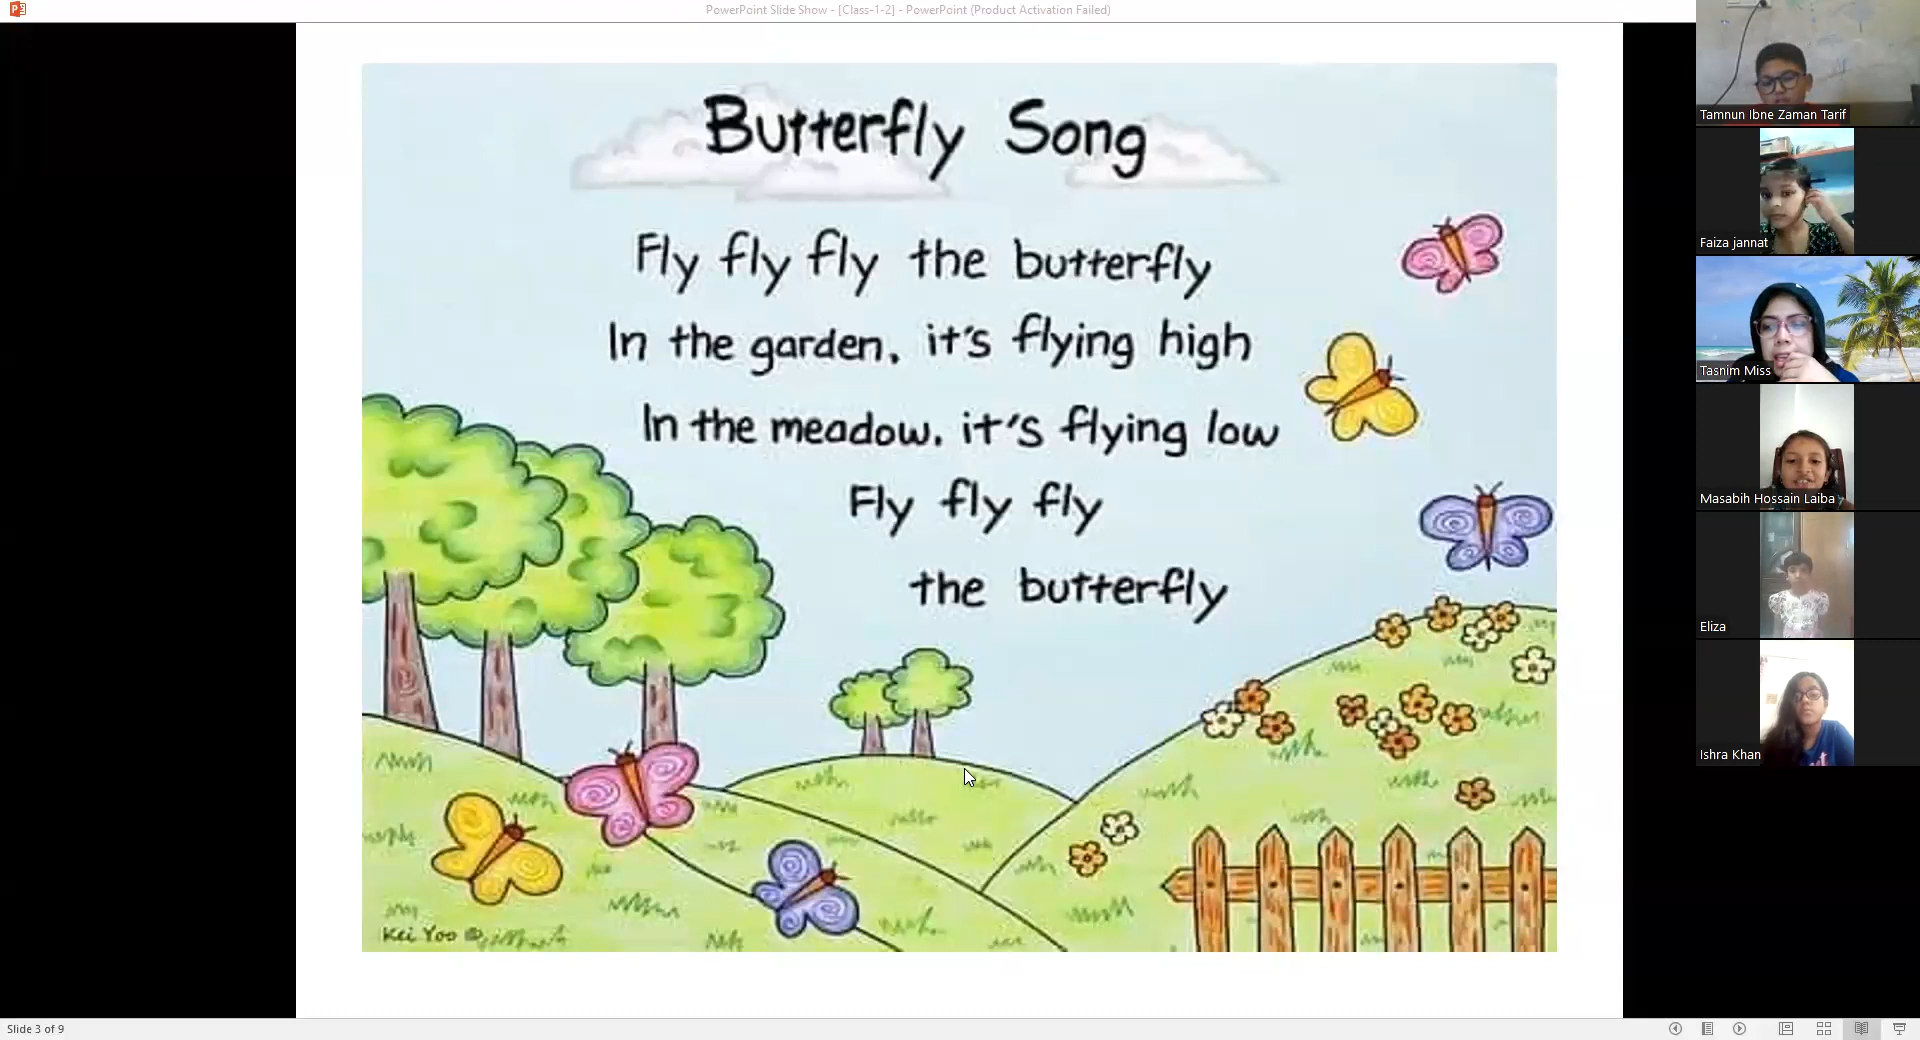 PowerPoint Slide Show - [Class-1-2] - PowerPoint (Product Activation Failed)
Butterfly Song
Fly fly fly the butterfly
In the garden, it's flying high
In the meadow, it's flying low
Fly fly fly
the butterfly
Kei Yoo ©
Tamnun Ibne Zaman Tarif
Faiza jannat
Tasnim Miss
Masabih Hossain Laiba
Eliza
Ishra Khan
Slide 3 of 9